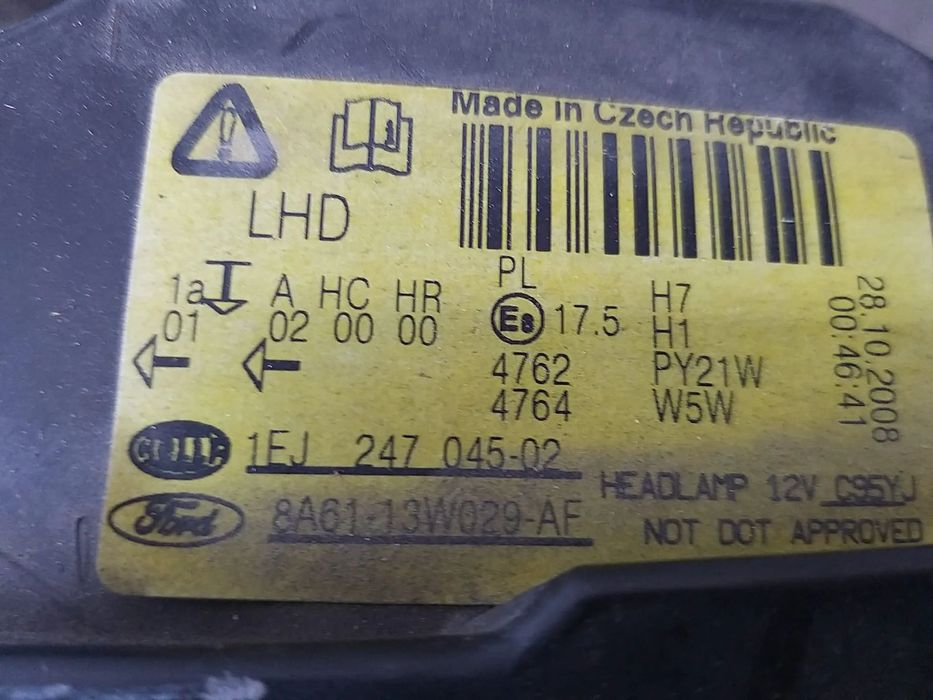 Made in Czech Republic
LHD
PL
1a A HC HR
01 02 00 00
E8 17.5
4762
4764
H7
H1
PY21W
W5W
28.10.2008
00:46:41
HELLA 1EJ 247 045-02
HEADLAMP 12V C95YJ
Ford 8A61-13W029-AF
NOT DOT APPROVED